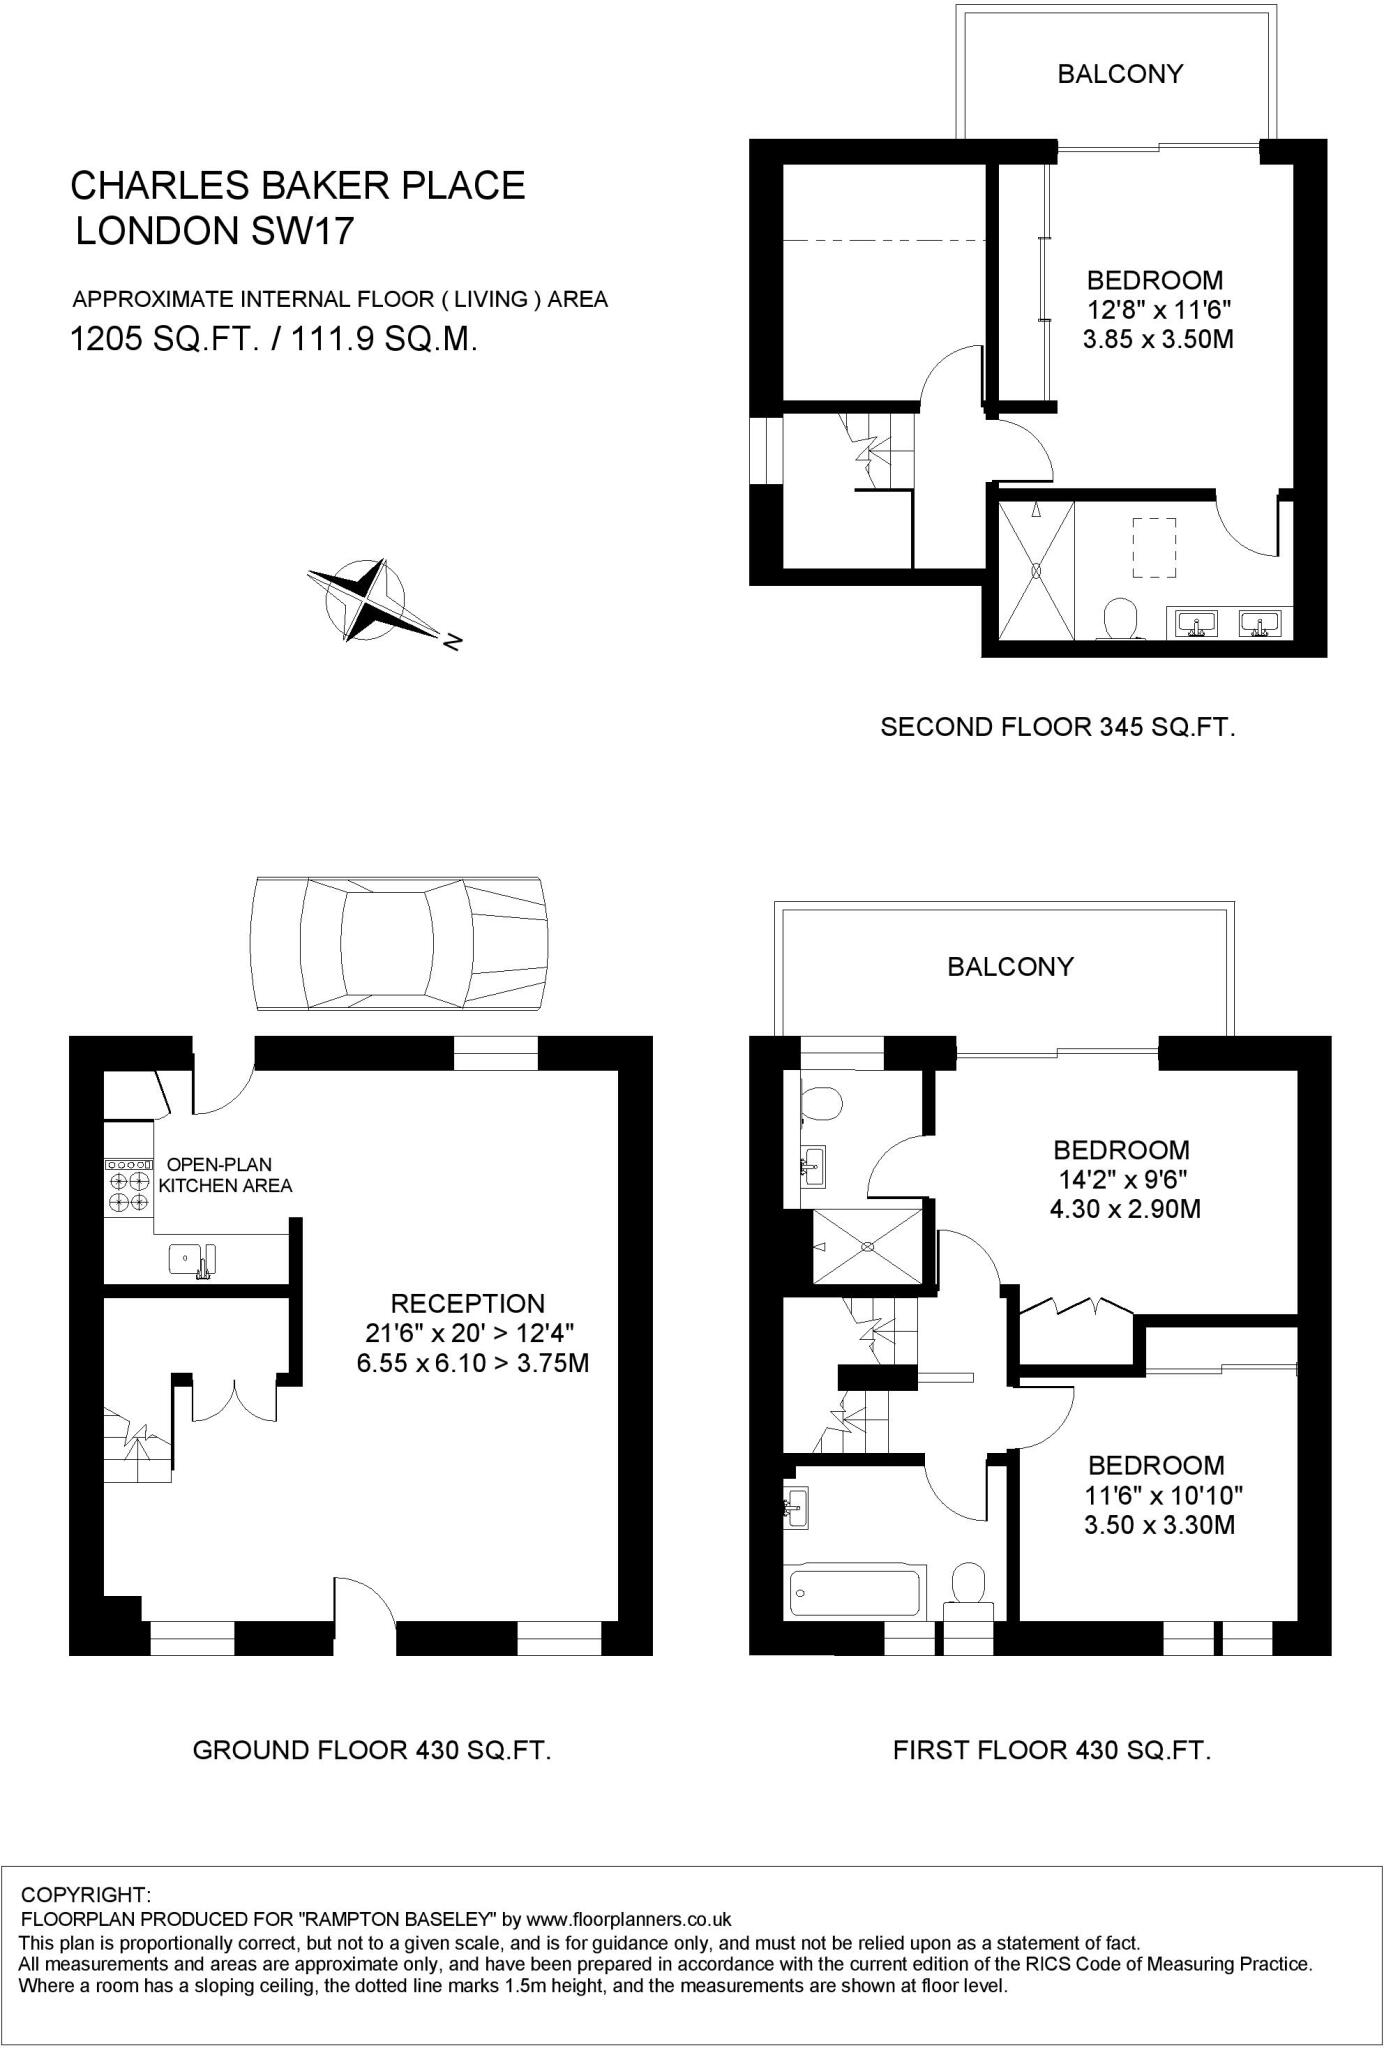 BALCONY
CHARLES BAKER PLACE
LONDON SW17
APPROXIMATE INTERNAL FLOOR ( LIVING ) AREA
1205 SQ.FT. / 111.9 SQ.M.
BEDROOM
12'8" x 11'6"
3.85 x 3.50M
N
SECOND FLOOR 345 SQ.FT.
OPEN-PLAN
KITCHEN AREA
RECEPTION
21'6" x 20' > 12'4"
6.55 x 6.10 > 3.75M
GROUND FLOOR 430 SQ.FT.
BALCONY
BEDROOM
14'2" x 9'6"
4.30 x 2.90M
BEDROOM
11'6" x 10'10"
3.50 x 3.30M
FIRST FLOOR 430 SQ.FT.
COPYRIGHT:
FLOORPLAN PRODUCED FOR "RAMPTON BASELEY" by www.floorplanners.co.uk
This plan is proportionally correct, but not to a given scale, and is for guidance only, and must not be relied upon as a statement of fact.
All measurements and areas are approximate only, and have been prepared in accordance with the current edition of the RICS Code of Measuring Practice.
Where a room has a sloping ceiling, the dotted line marks 1.5m height, and the measurements are shown at floor level.